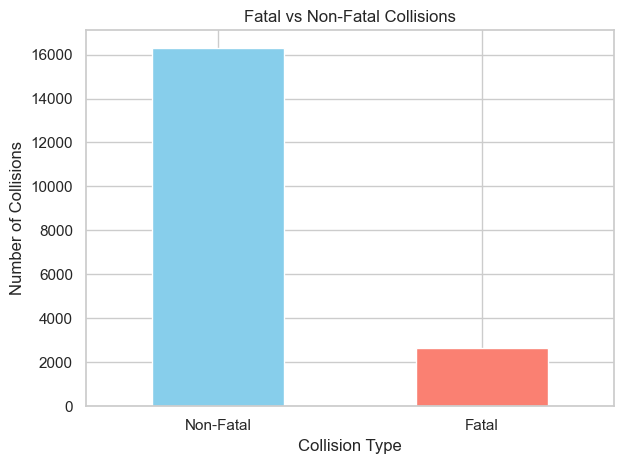 Fatal vs Non-Fatal Collisions
16000
14000
12000
10000
8000
6000
4000
2000
0
Number of Collisions
Non-Fatal
Fatal
Collision Type